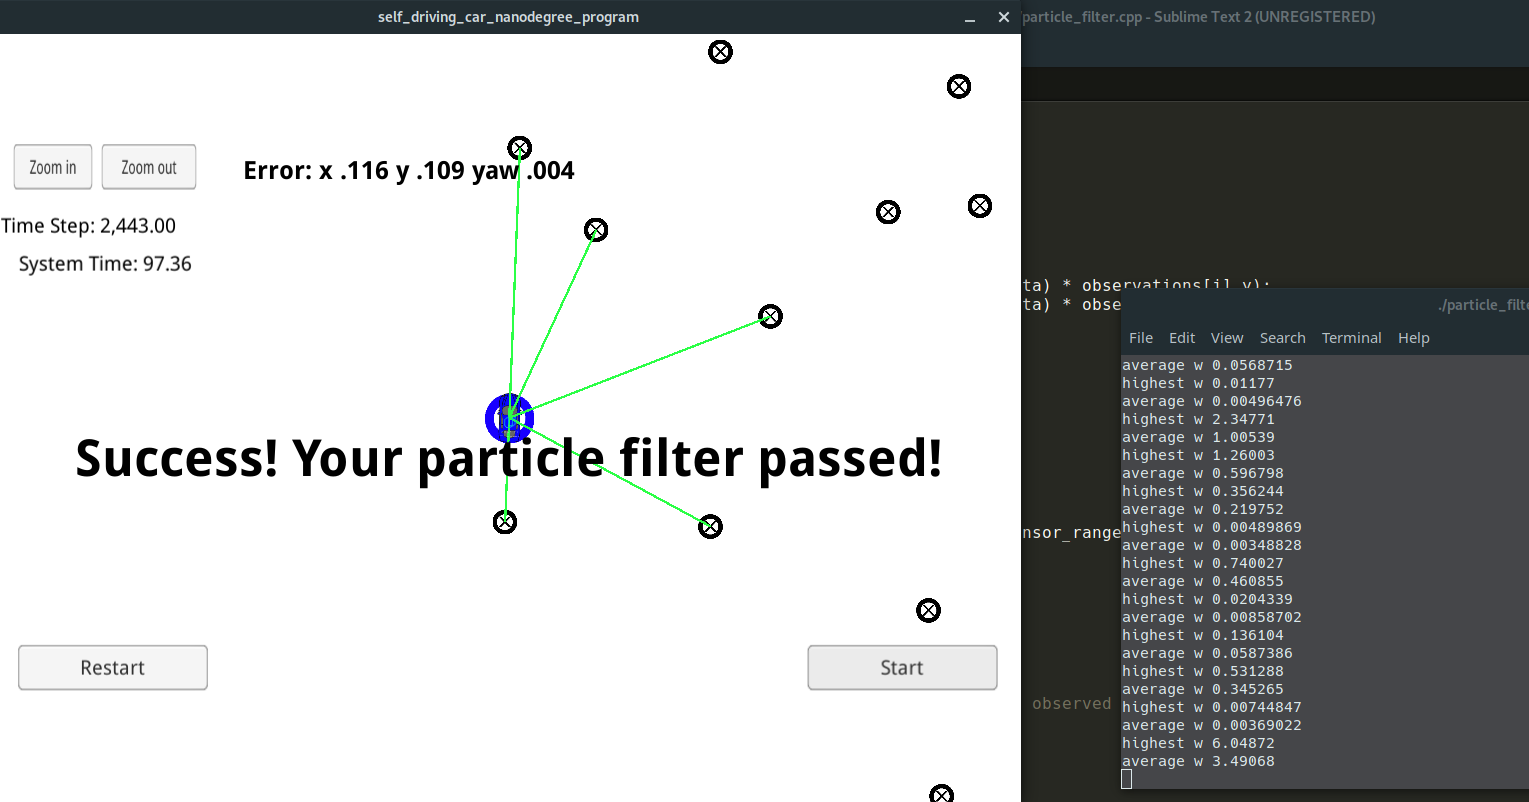 self_driving_car_nanodegree_program
particle_filter.cpp - Sublime Text 2 (UNREGISTERED)
Zoom in
Zoom out
Error: x .116 y .109 yaw .004
Time Step: 2,443.00
System Time: 97.36
Success! Your particle filter passed!
Restart
Start
ta) * observations[i].y);
ta) * obse
nsor_range
observed
./particle_filte
File Edit View Search Terminal Help
average w 0.0568715
highest w 0.01177
average w 0.00496476
highest w 2.34771
average w 1.00539
highest w 1.26003
average w 0.596798
highest w 0.356244
average w 0.219752
highest w 0.00489869
average w 0.00348828
highest w 0.740027
average w 0.460855
highest w 0.0204339
average w 0.00858702
highest w 0.136104
average w 0.0587386
highest w 0.531288
average w 0.345265
highest w 0.00744847
average w 0.00369022
highest w 6.04872
average w 3.49068